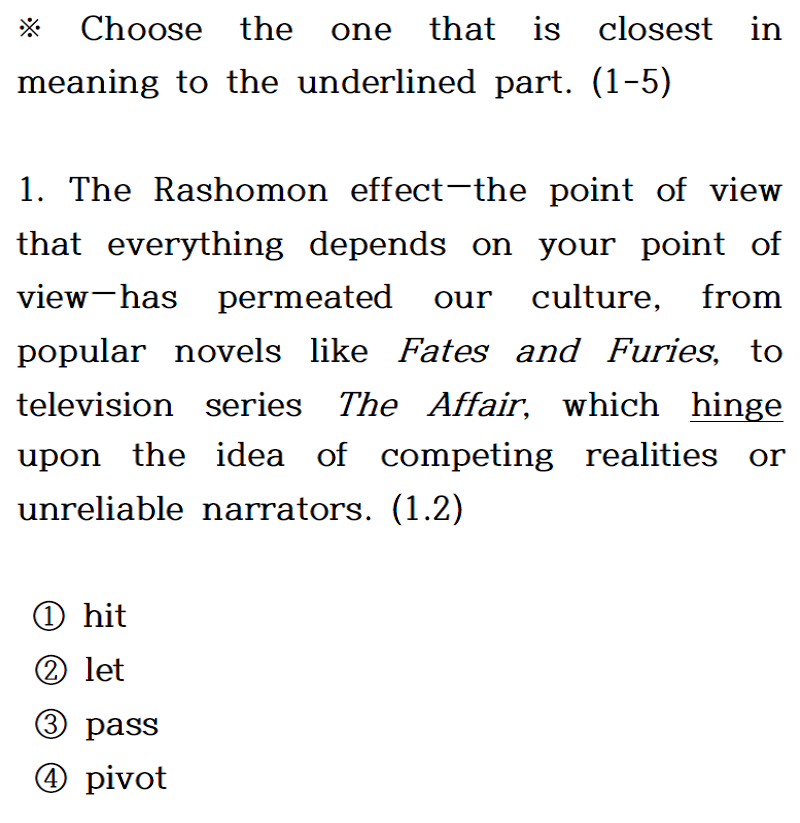 ※ Choose the one that is closest in
meaning to the underlined part. (1-5)
1. The Rashomon effect—the point of view
that everything depends on your point of
view—has permeated our culture, from
popular novels like Fates and Furies, to
television series The Affair, which hinge
upon the idea of competing realities or
unreliable narrators. (1.2)
① hit
② let
③ pass
④ pivot